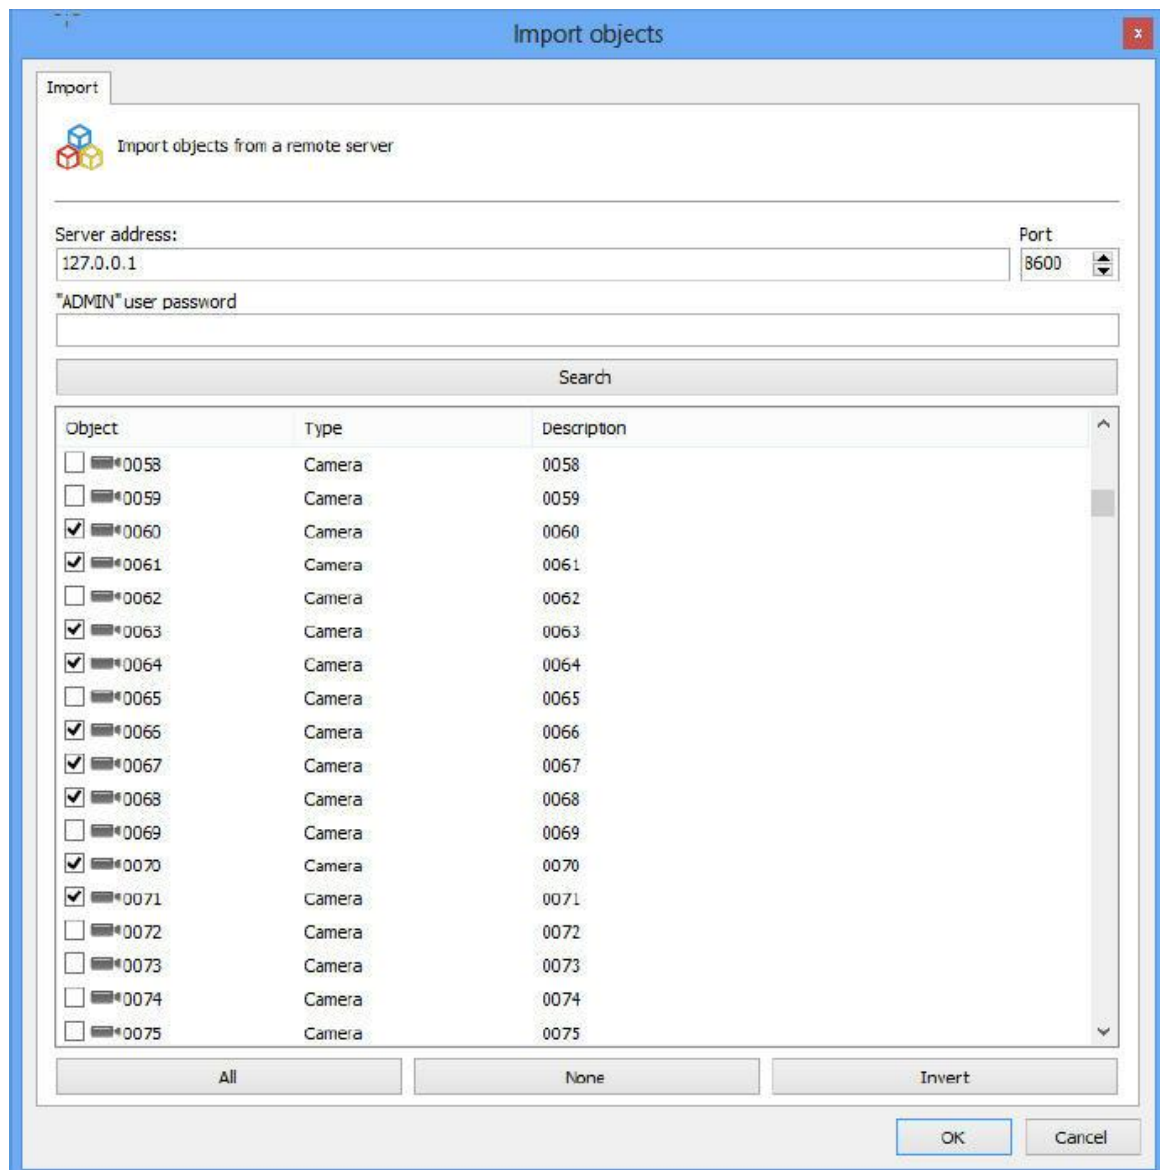 Import objects
x
Import
Import objects from a remote server
Server address: Port
127.0.0.1 8600
"ADMIN" user password
Search
Object Type Description
0058 Camera 0058
0059 Camera 0059
0060 Camera 0060
0061 Camera 0061
0062 Camera 0062
0063 Camera 0063
0064 Camera 0064
0065 Camera 0065
0066 Camera 0066
0067 Camera 0067
0068 Camera 0068
0069 Camera 0069
0070 Camera 0070
0071 Camera 0071
0072 Camera 0072
0073 Camera 0073
0074 Camera 0074
0075 Camera 0075
All None Invert
OK Cancel